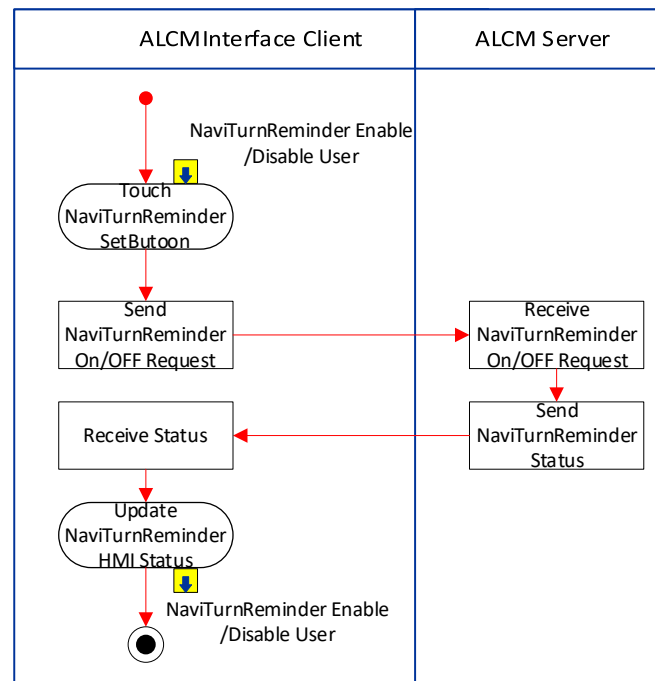 ALCMInterface Client
ALCM Server
NaviTurnReminder Enable
/Disable User
Touch
NaviTurnReminder
SetButoon
Send
NaviTurnReminder
On/OFF Request
Receive
NaviTurnReminder
On/OFF Request
Receive Status
Send
NaviTurnReminder
Status
Update
NaviTurnReminder
HMI Status
NaviTurnReminder Enable
/Disable User